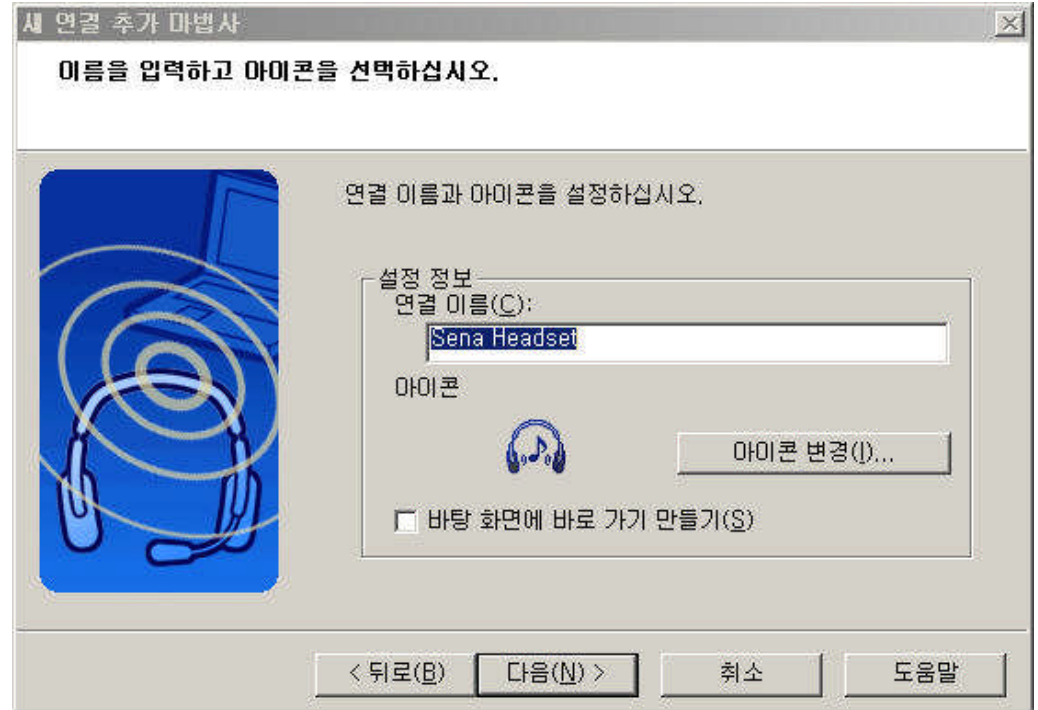 새 연결 추가 마법사
이름을 입력하고 아이콘을 선택하십시오.
연결 이름과 아이콘을 설정하십시오.
설정 정보
연결 이름(C):
Sena Headset
아이콘
아이콘 변경(I)...
바탕 화면에 바로 가기 만들기(S)
< 뒤로(B) 다음(N) > 취소 도움말